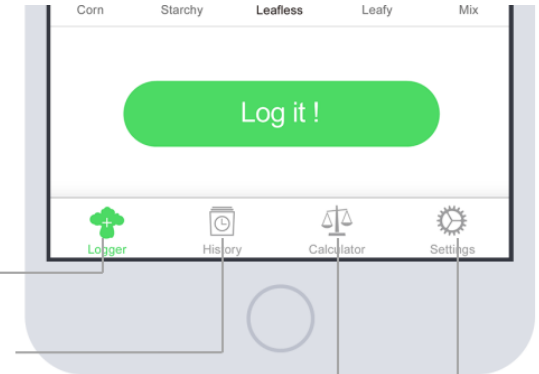 Corn Starchy Leafless Leafy Mix
Log it !
Logger History Calculator Settings